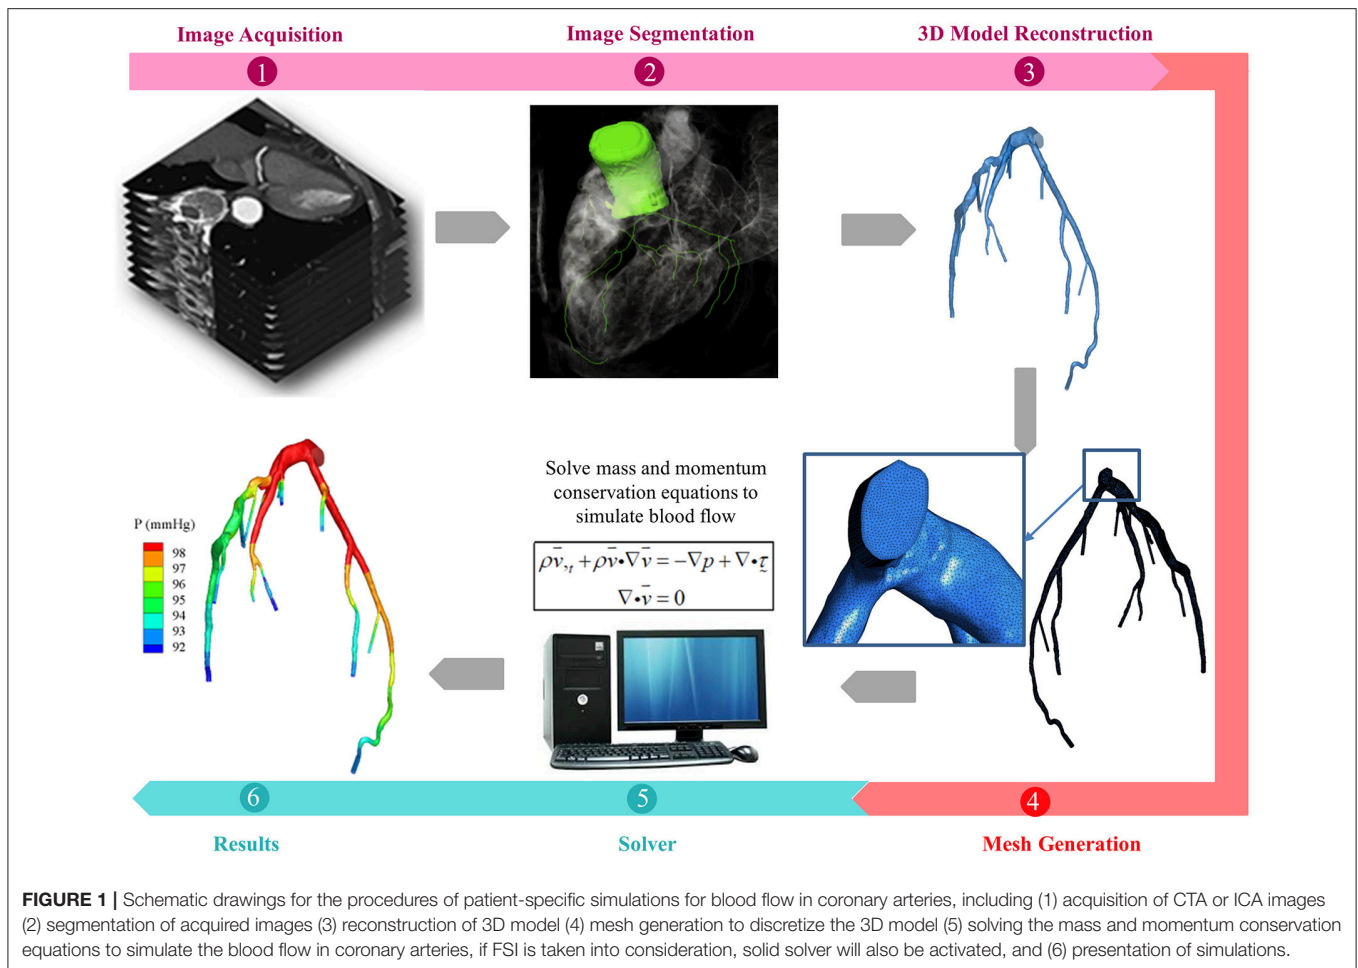 Image Acquisition
Image Segmentation
3D Model Reconstruction
1
2
3
Solve mass and momentum
conservation equations to
simulate blood flow
P (mmHg)
98
97
96
95
94
93
92
ρv̄,ₜ + ρv̄•∇v̄ = −∇p + ∇•τ̰
∇•v̄ = 0
6
5
4
Results
Solver
Mesh Generation
FIGURE 1 | Schematic drawings for the procedures of patient-specific simulations for blood flow in coronary arteries, including (1) acquisition of CTA or ICA images
(2) segmentation of acquired images (3) reconstruction of 3D model (4) mesh generation to discretize the 3D model (5) solving the mass and momentum conservation
equations to simulate the blood flow in coronary arteries, if FSI is taken into consideration, solid solver will also be activated, and (6) presentation of simulations.